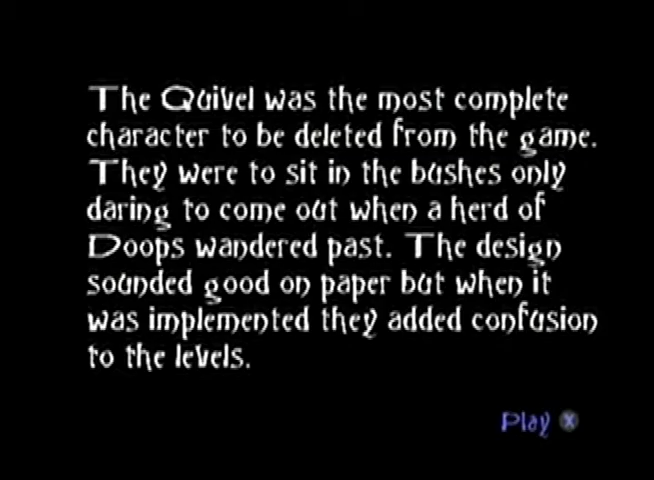 The Quivel was the most complete
character to be deleted from the game.
They were to sit in the bushes only
daring to come out when a herd of
Doops wandered past. The design
sounded good on paper but when it
was implemented they added confusion
to the levels.
Play X